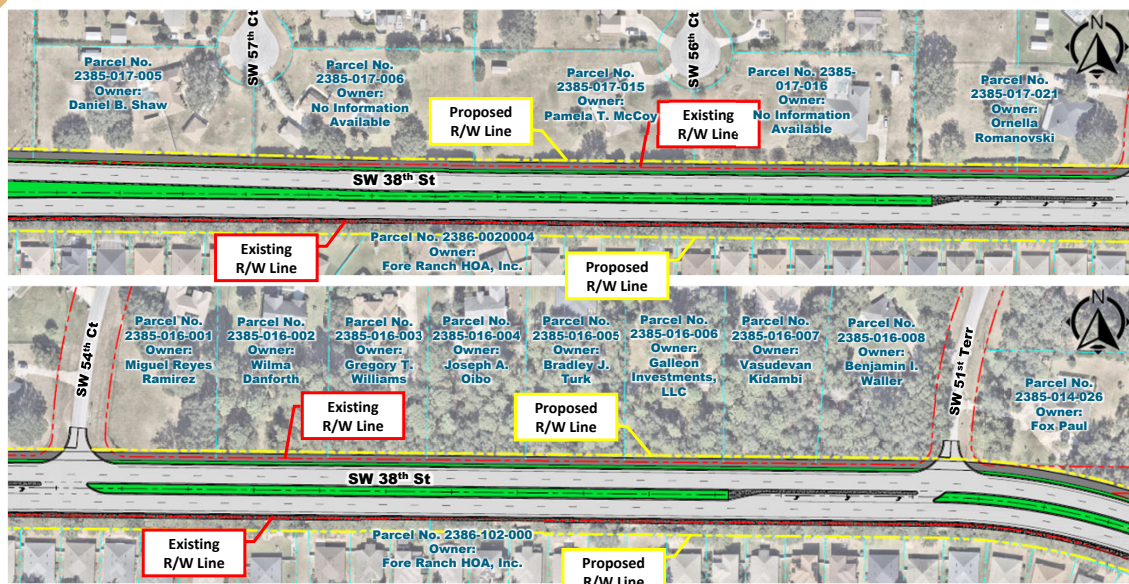 SW 57th Ct
SW 56th Ct
N
Parcel No.
2385-017-005
Owner:
Daniel B. Shaw
Parcel No.
2385-017-006
Owner:
No Information
Available
Parcel No.
2385-017-015
Owner:
Pamela T. McCoy
Parcel No. 2385-
017-016
Owner:
No Information
Available
Parcel No.
2385-017-021
Owner:
Ornella
Romanovski
Proposed
R/W Line
Existing
R/W Line
SW 38th St
Existing
R/W Line
Parcel No. 2386-0020004
Owner:
Fore Ranch HOA, Inc.
Proposed
R/W Line
SW 54th Ct
Parcel No.
2385-016-001
Owner:
Miguel Reyes
Ramirez
Parcel No.
2385-016-002
Owner:
Wilma
Danforth
Parcel No.
2385-016-003
Owner:
Gregory T.
Williams
Parcel No.
2385-016-004
Owner:
Joseph A.
Oibo
Parcel No.
2385-016-005
Owner:
Bradley J.
Turk
Parcel No.
2385-016-006
Owner:
Galleon
Investments,
LLC
Parcel No.
2385-016-007
Owner:
Vasudevan
Kidambi
Parcel No.
2385-016-008
Owner:
Benjamin I.
Waller
SW 51st Terr
N
Parcel No.
2385-014-026
Owner:
Fox Paul
Existing
R/W Line
Proposed
R/W Line
SW 38th St
Existing
R/W Line
Parcel No. 2386-102-000
Owner:
Fore Ranch HOA, Inc.
Proposed
R/W Line